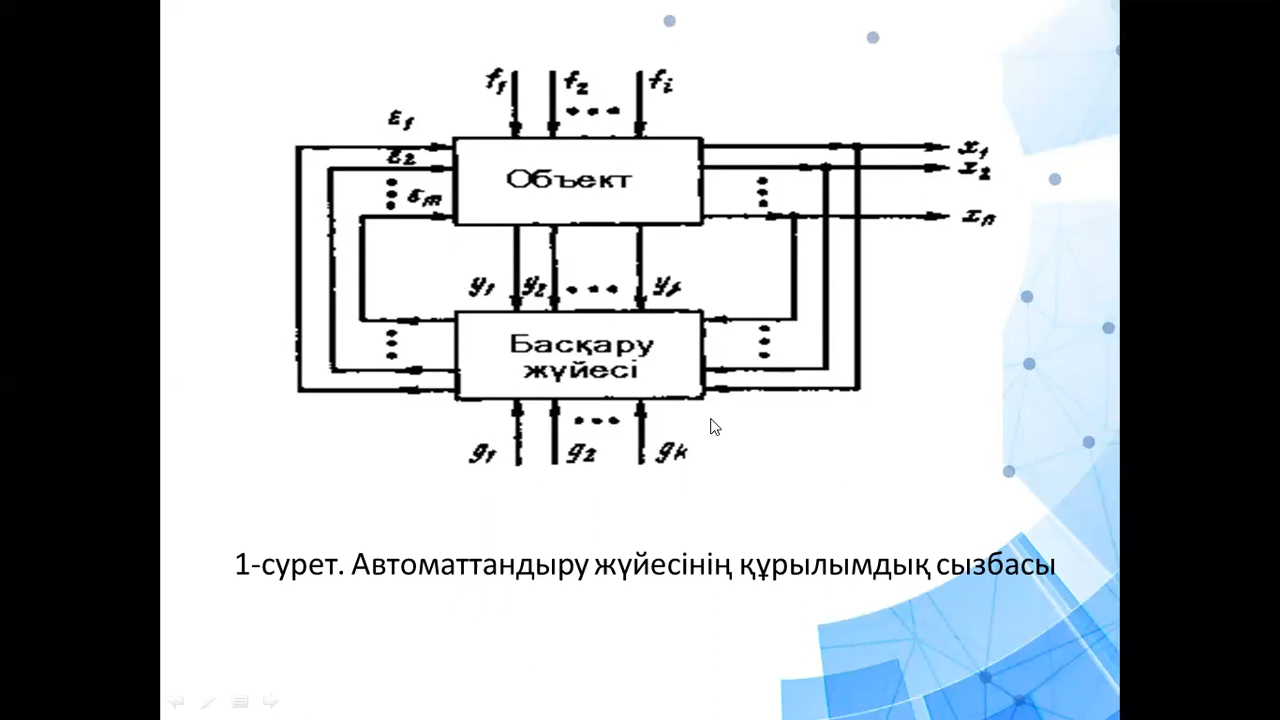 f₁ f₂ fᵢ
ε₁
ε₂
εₘ
Объект
x₁
x₂
xₙ
y₁ y₂
Басқару
жүйесі
g₁ g₂ gₖ
1-сурет. Автоматтандыру жүйесінің құрылымдық сызбасы